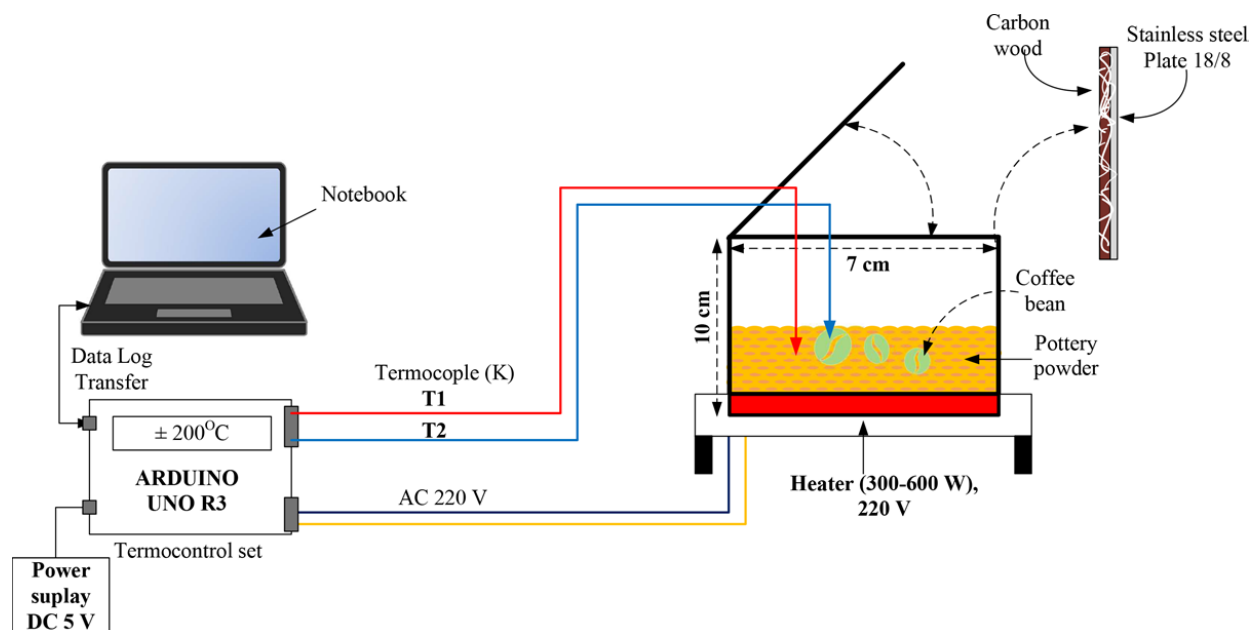 Notebook
Data Log
Transfer
± 200OC
ARDUINO
UNO R3
Termocontrol set
Power
suplay
DC 5 V
Termocople (K)
T1
T2
AC 220 V
Carbon
wood
Stainless steel
Plate 18/8
7 cm
10 cm
Coffee
bean
Pottery
powder
Heater (300-600 W),
220 V